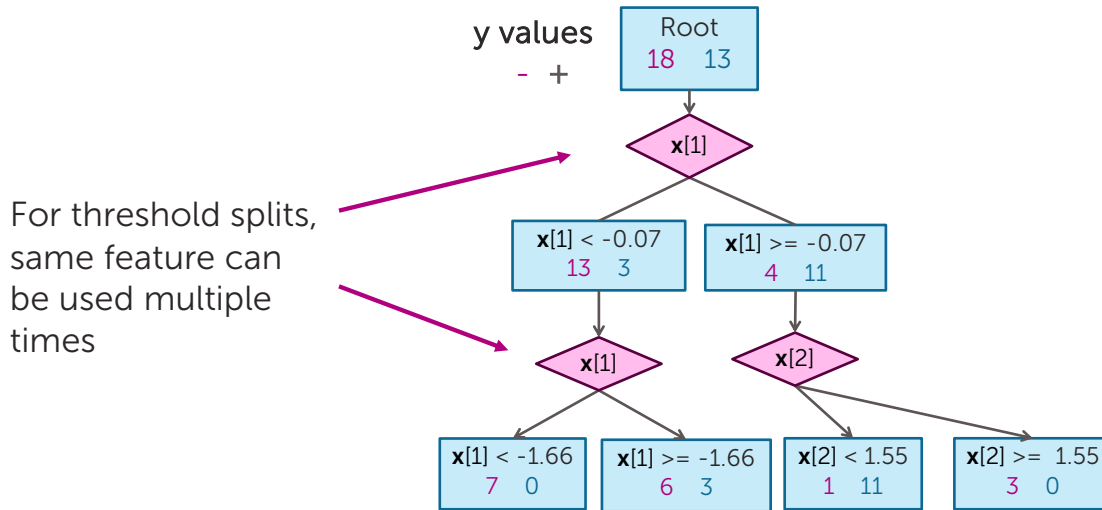 y values
- +
Root
18 13
x[1]
For threshold splits,
same feature can
be used multiple
times
x[1] < -0.07
13 3
x[1] >= -0.07
4 11
x[1]
x[2]
x[1] < -1.66
7 0
x[1] >= -1.66
6 3
x[2] < 1.55
1 11
x[2] >= 1.55
3 0